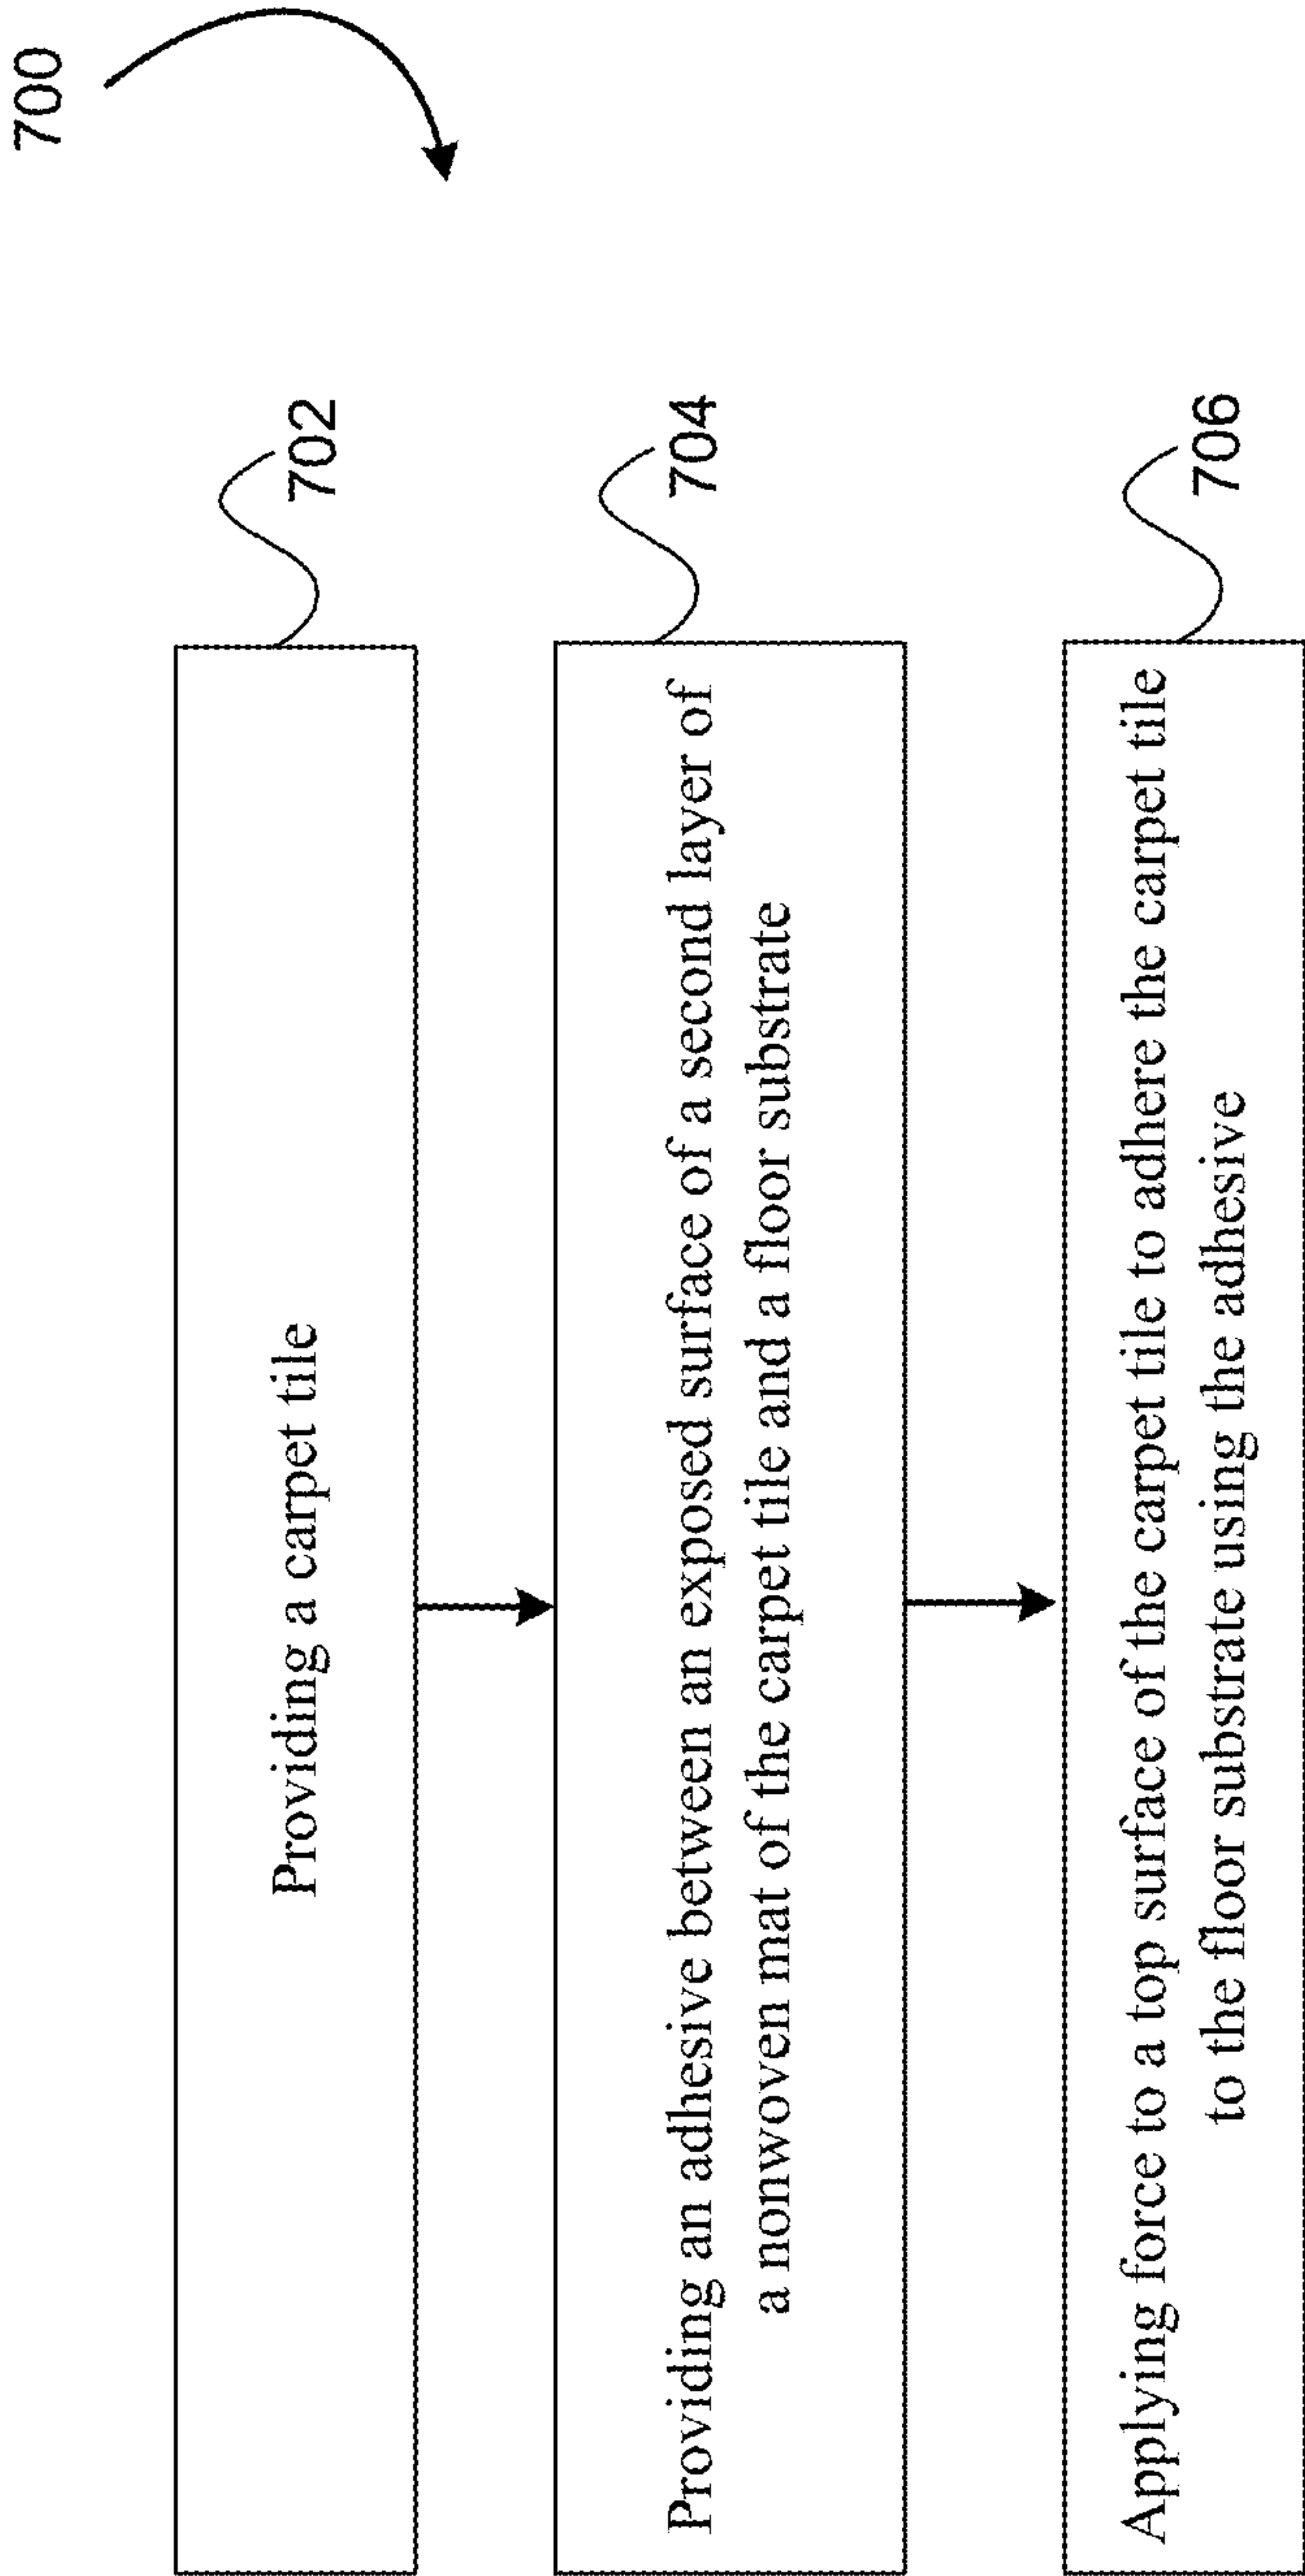 700
Providing a carpet tile
702
Providing an adhesive between an exposed surface of a second layer of
a nonwoven mat of the carpet tile and a floor substrate
704
Applying force to a top surface of the carpet tile to adhere the carpet tile
to the floor substrate using the adhesive
706